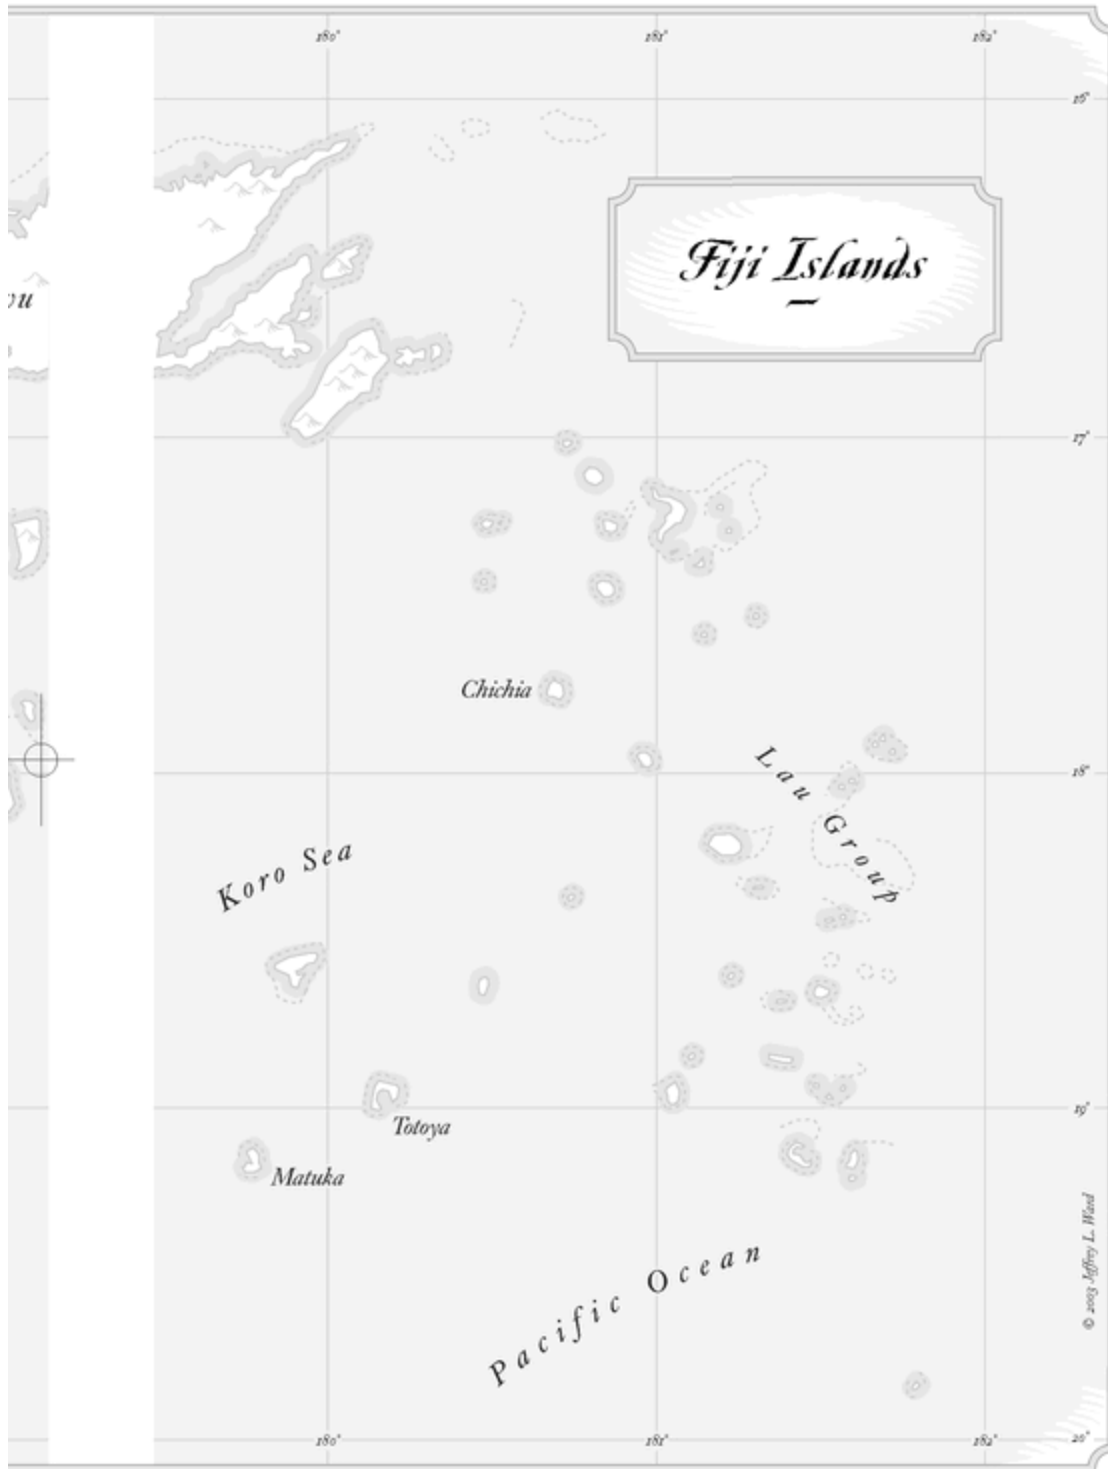 180° 181° 182°
16°
Fiji Islands
vu
17°
Chichia
18°
Lau Group
Koro Sea
19°
Totoya
Matuka
Pacific Ocean
© 2003 Jeffrey L. Ward
20°
180° 181° 182°